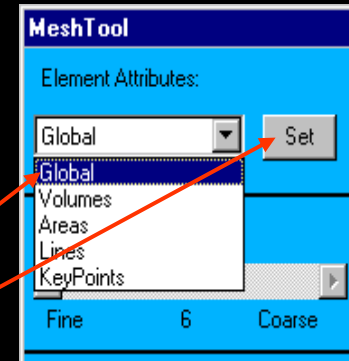 MeshTool
Element Attributes:
Global Set
Global
Volumes
Areas
Lines
KeyPoints
Fine 6 Coarse